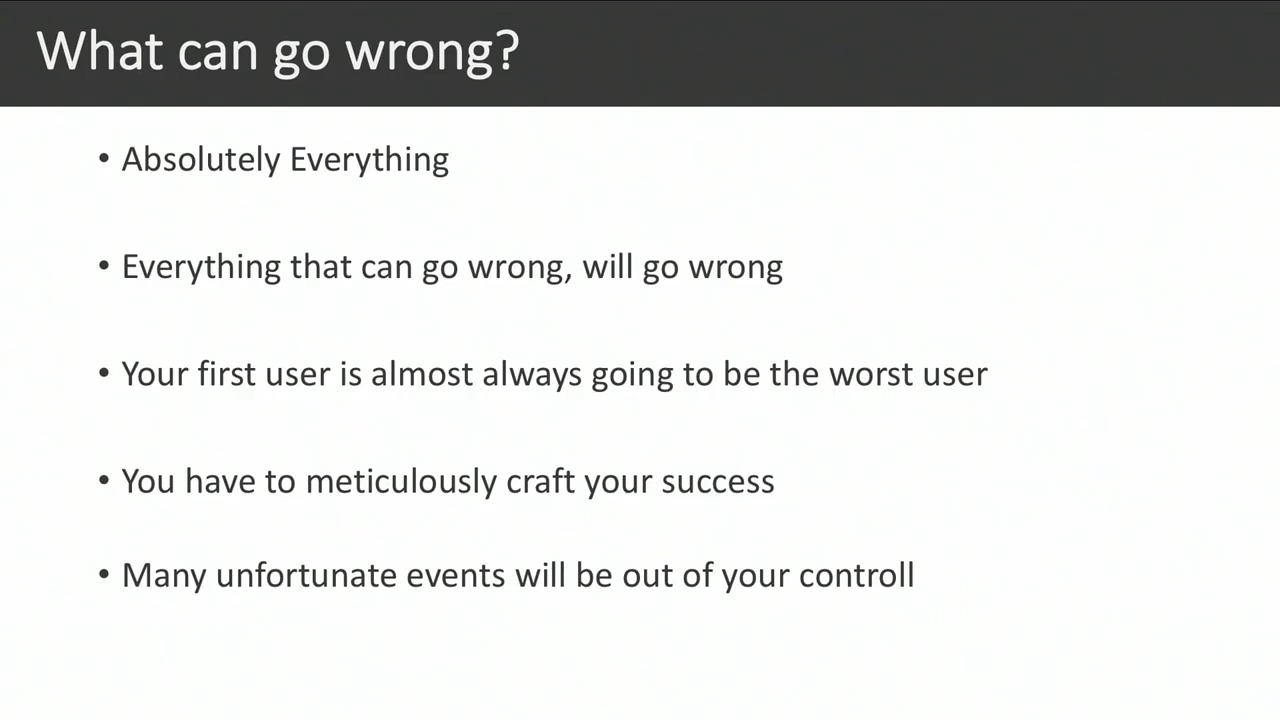 What can go wrong?
• Absolutely Everything
• Everything that can go wrong, will go wrong
• Your first user is almost always going to be the worst user
• You have to meticulously craft your success
• Many unfortunate events will be out of your controll